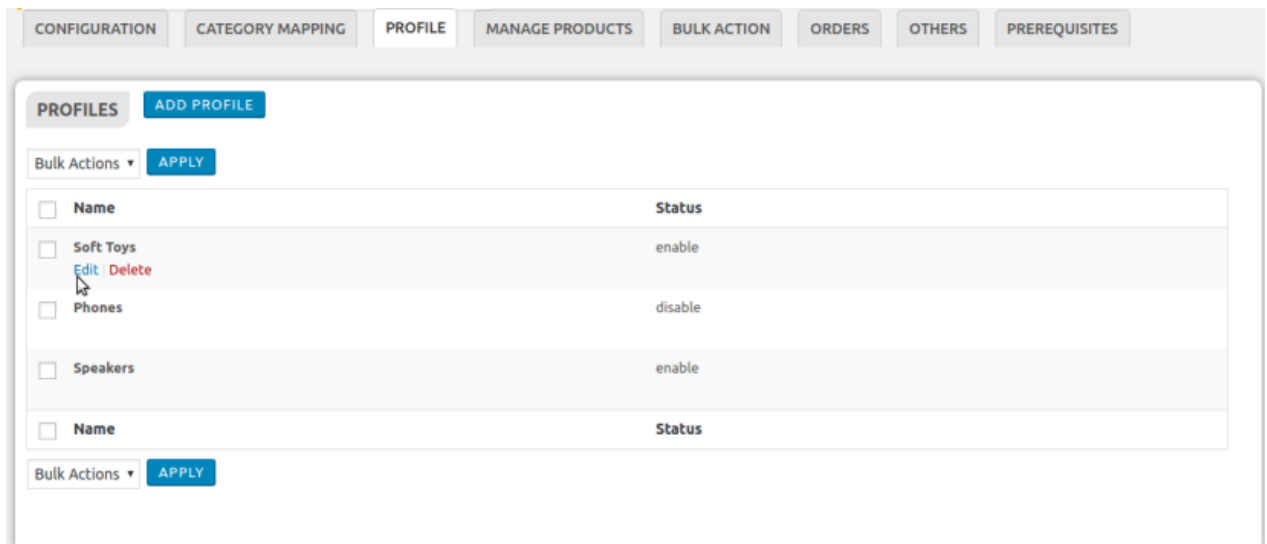 CONFIGURATION CATEGORY MAPPING PROFILE MANAGE PRODUCTS BULK ACTION ORDERS OTHERS PREREQUISITES
PROFILES ADD PROFILE
Bulk Actions APPLY
Name Status
Soft Toys enable
Edit | Delete
Phones disable
Speakers enable
Name Status
Bulk Actions APPLY